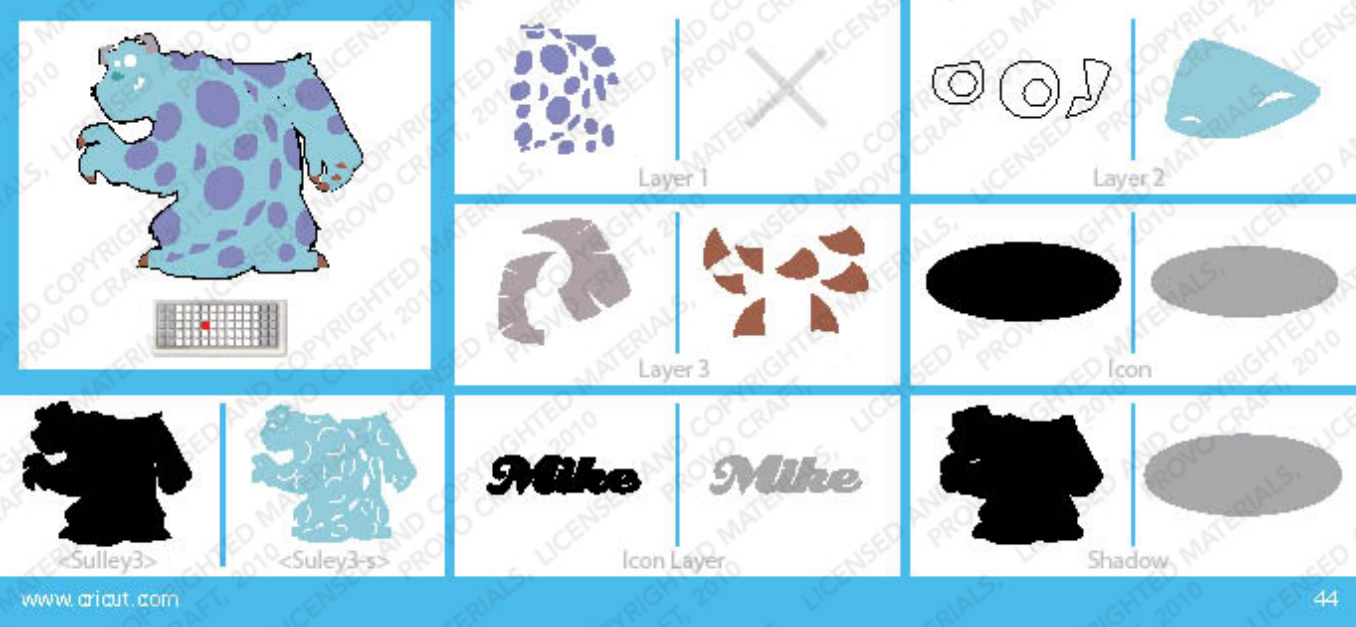 Layer 1
Layer 2
Layer 3
Icon
<Sulley3>
<Suley3-s>
Mike
Mike
Icon Layer
Shadow
www.cricut.com
44
LICENSED AND COPYRIGHTED MATERIALS, PROVO CRAFT, 2010